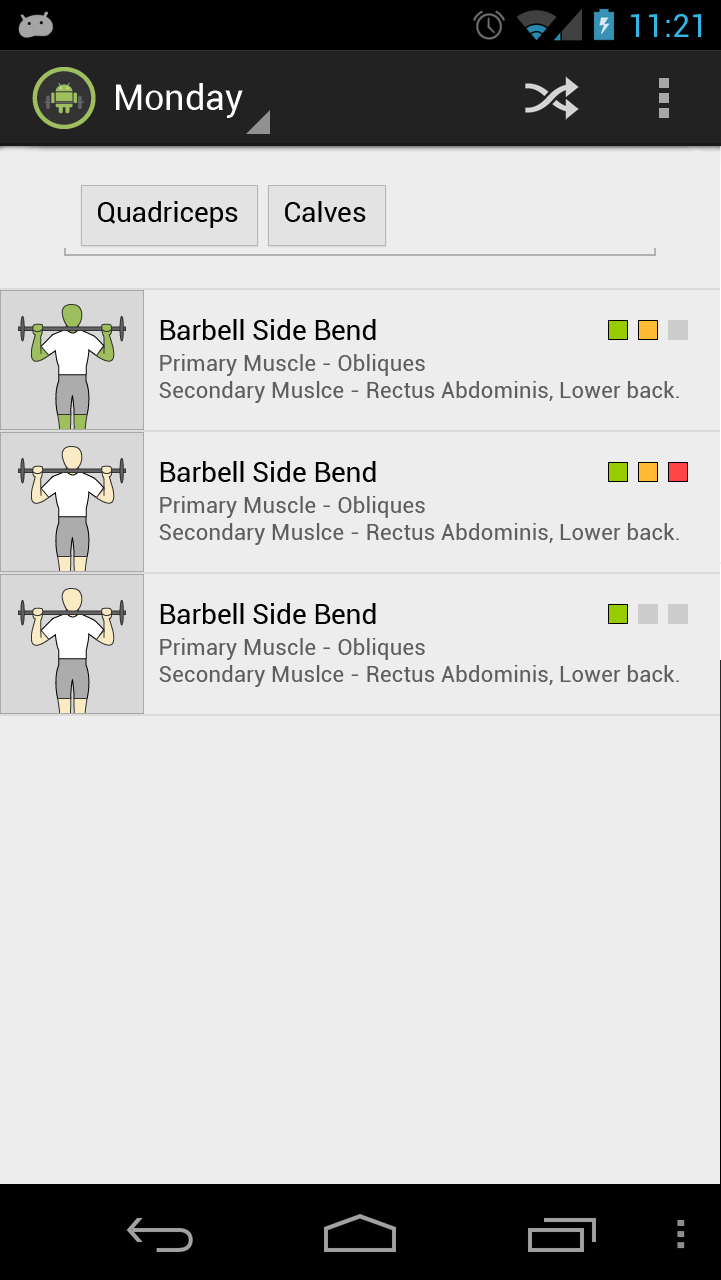 11:21
Monday
Quadriceps Calves
Barbell Side Bend
Primary Muscle - Obliques
Secondary Muslce - Rectus Abdominis, Lower back.
Barbell Side Bend
Primary Muscle - Obliques
Secondary Muslce - Rectus Abdominis, Lower back.
Barbell Side Bend
Primary Muscle - Obliques
Secondary Muslce - Rectus Abdominis, Lower back.